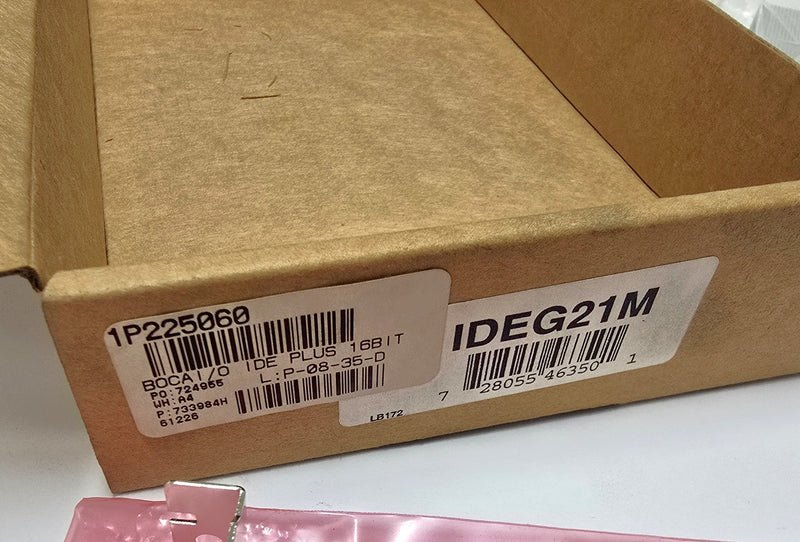 1P225060
BOCAI/O IDE PLUS 16BIT
PO:724955
L:P-08-35-D
WH:A4
P:733984H
61226
IDEG21M
7 28055 46350 1
LB172